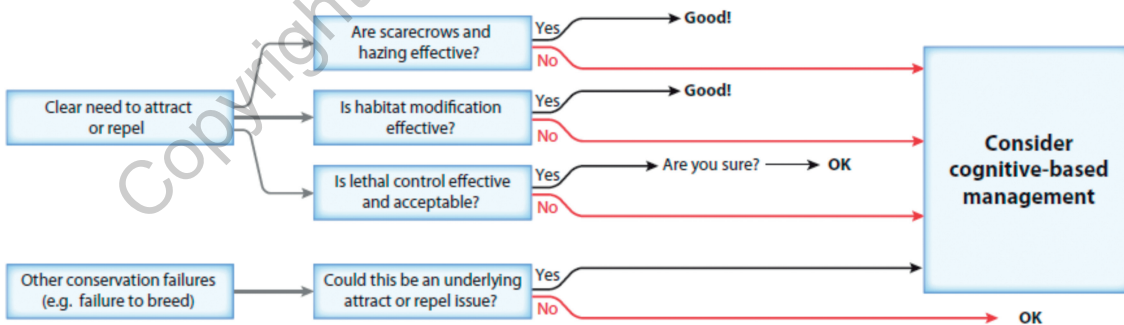 Are scarecrows and
hazing effective?
Yes
Good!
No
Clear need to attract
or repel
Is habitat modification
effective?
Yes
Good!
No
Is lethal control effective
and acceptable?
Yes
Are you sure?
OK
No
Consider
cognitive-based
management
Other conservation failures
(e.g. failure to breed)
Could this be an underlying
attract or repel issue?
Yes
No
OK
Copyright